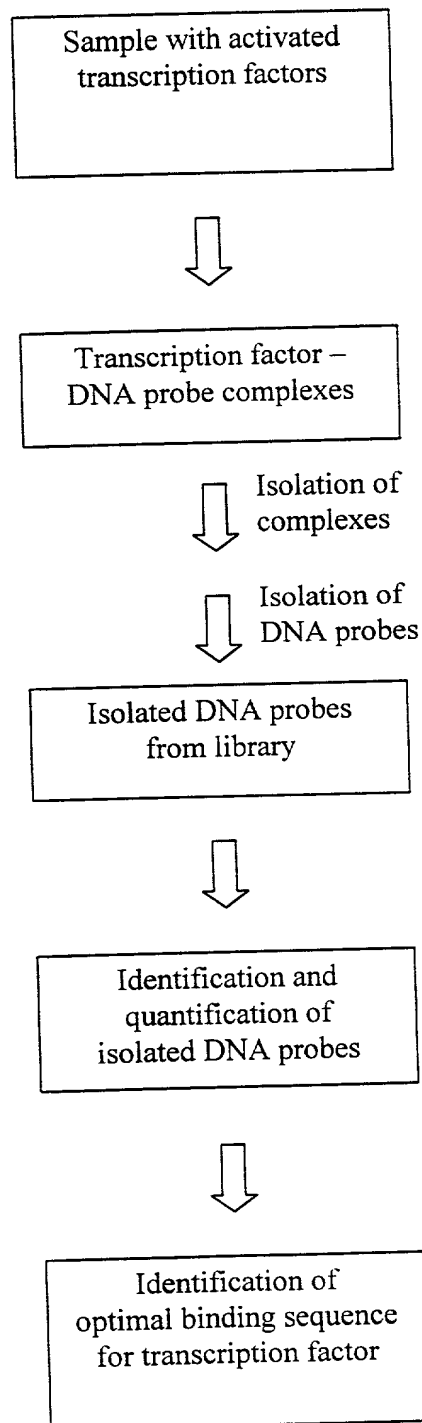 Sample with activated
transcription factors
Transcription factor –
DNA probe complexes
Isolation of
complexes
Isolation of
DNA probes
Isolated DNA probes
from library
Identification and
quantification of
isolated DNA probes
Identification of
optimal binding sequence
for transcription factor